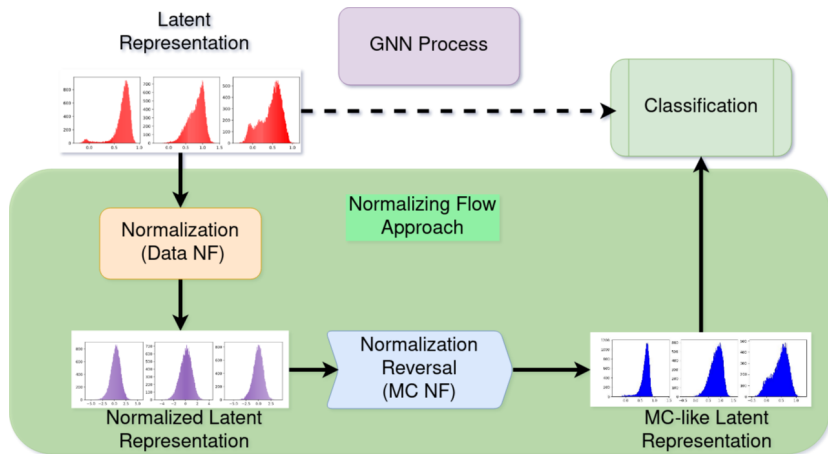 Latent
Representation
GNN Process
Classification
Normalizing Flow
Approach
Normalization
(Data NF)
Normalization
Reversal
(MC NF)
Normalized Latent
Representation
MC-like Latent
Representation